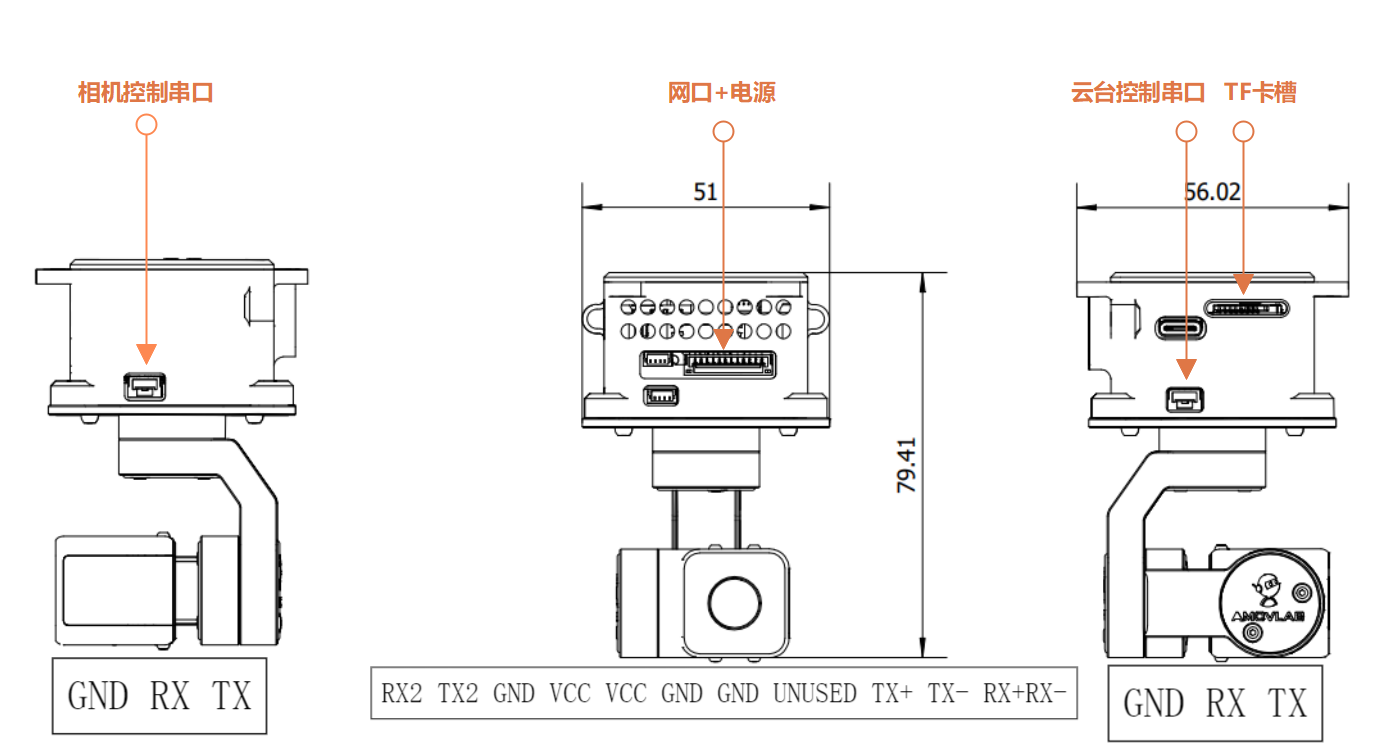 相机控制串口
网口+电源
云台控制串口 TF卡槽
51
56.02
79.41
AMOVLAB
GND RX TX
RX2 TX2 GND VCC VCC GND GND UNUSED TX+ TX- RX+RX-
GND RX TX